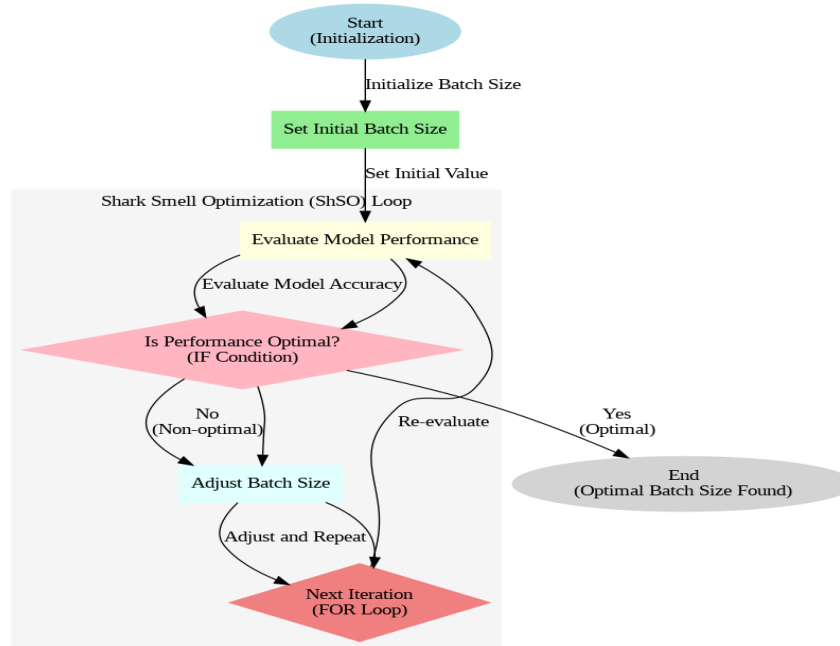 Start
(Initialization)
Initialize Batch Size
Set Initial Batch Size
Set Initial Value
Shark Smell Optimization (ShSO) Loop
Evaluate Model Performance
Evaluate Model Accuracy
Is Performance Optimal?
(IF Condition)
No
(Non-optimal)
Re-evaluate
Yes
(Optimal)
Adjust Batch Size
End
(Optimal Batch Size Found)
Adjust and Repeat
Next Iteration
(FOR Loop)